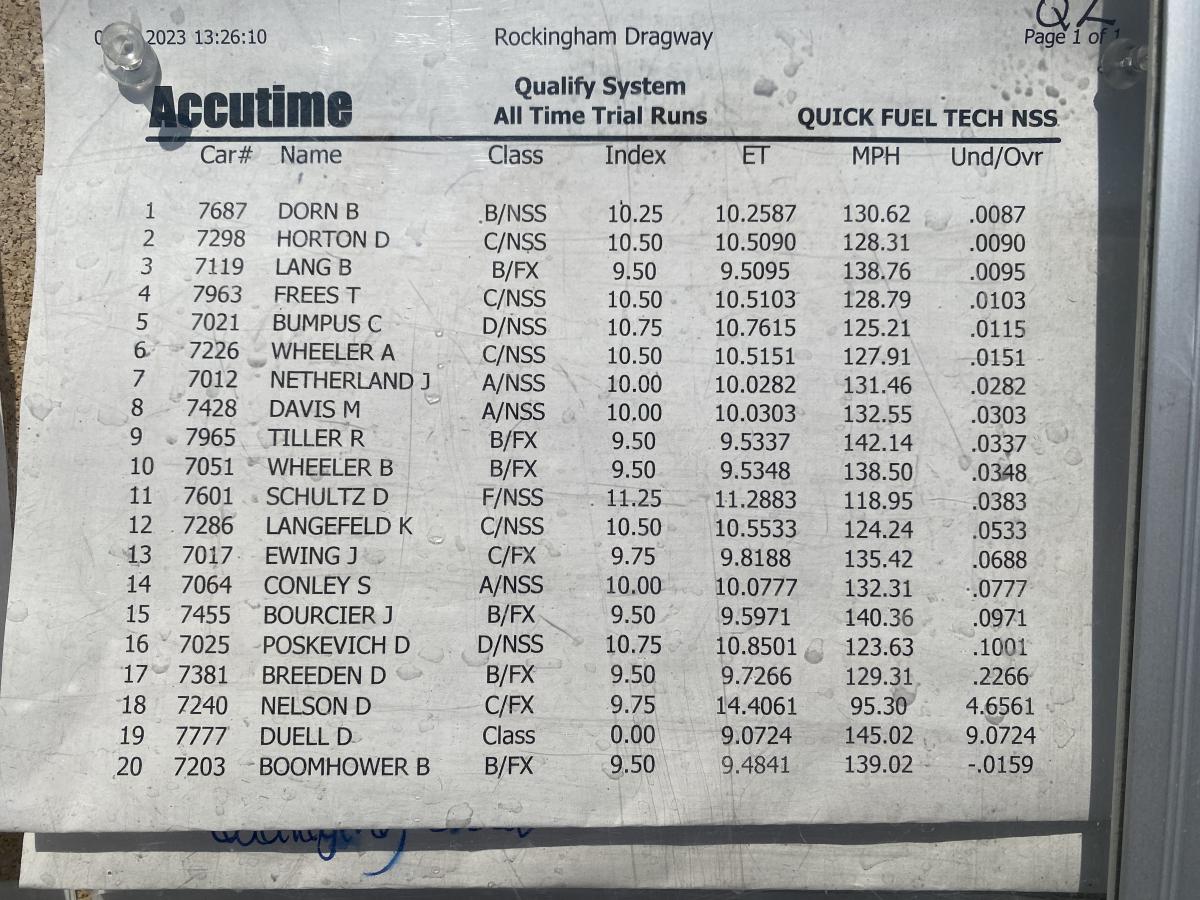 2023 13:26:10 Rockingham Dragway Page 1 of 1
Q2
Accutime Qualify System
All Time Trial Runs QUICK FUEL TECH NSS
Car# Name Class Index ET MPH Und/Ovr
1 7687 DORN B B/NSS 10.25 10.2587 130.62 .0087
2 7298 HORTON D C/NSS 10.50 10.5090 128.31 .0090
3 7119 LANG B B/FX 9.50 9.5095 138.76 .0095
4 7963 FREES T C/NSS 10.50 10.5103 128.79 .0103
5 7021 BUMPUS C D/NSS 10.75 10.7615 125.21 .0115
6 7226 WHEELER A C/NSS 10.50 10.5151 127.91 .0151
7 7012 NETHERLAND J A/NSS 10.00 10.0282 131.46 .0282
8 7428 DAVIS M A/NSS 10.00 10.0303 132.55 .0303
9 7965 TILLER R B/FX 9.50 9.5337 142.14 .0337
10 7051 WHEELER B B/FX 9.50 9.5348 138.50 .0348
11 7601 SCHULTZ D F/NSS 11.25 11.2883 118.95 .0383
12 7286 LANGEFELD K C/NSS 10.50 10.5533 124.24 .0533
13 7017 EWING J C/FX 9.75 9.8188 135.42 .0688
14 7064 CONLEY S A/NSS 10.00 10.0777 132.31 .0777
15 7455 BOURCIER J B/FX 9.50 9.5971 140.36 .0971
16 7025 POSKEVICH D D/NSS 10.75 10.8501 123.63 .1001
17 7381 BREEDEN D B/FX 9.50 9.7266 129.31 .2266
18 7240 NELSON D C/FX 9.75 14.4061 95.30 4.6561
19 7777 DUELL D Class 0.00 9.0724 145.02 9.0724
20 7203 BOOMHOWER B B/FX 9.50 9.4841 139.02 -.0159